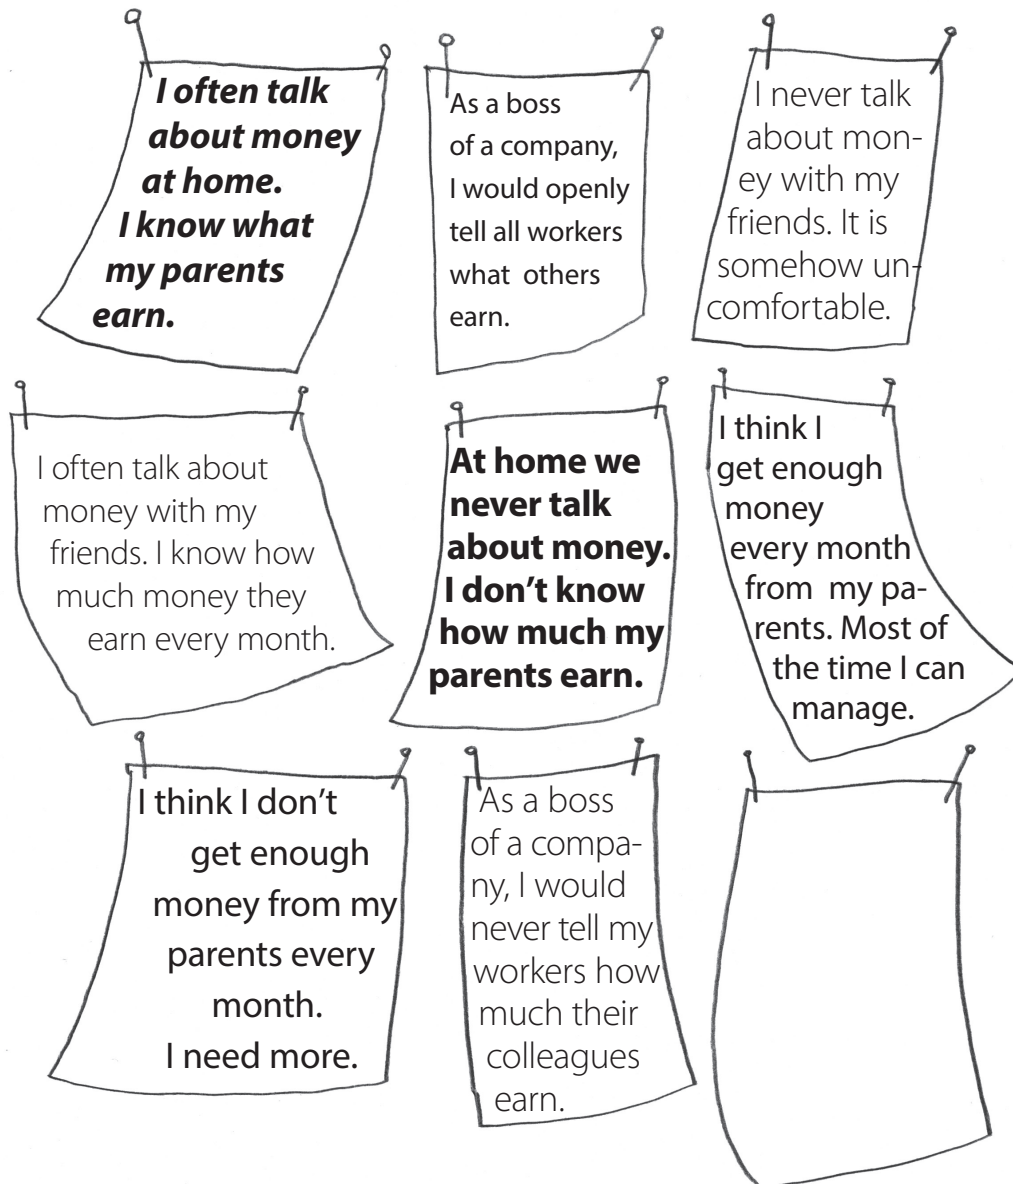 I often talk
about money
at home.
I know what
my parents
earn.
As a boss
of a company,
I would openly
tell all workers
what others
earn.
I never talk
about mon-
ey with my
friends. It is
somehow un-
comfortable.
I often talk about
money with my
friends. I know how
much money they
earn every month.
At home we
never talk
about money.
I don't know
how much my
parents earn.
I think I
get enough
money
every month
from my pa-
rents. Most of
the time I can
manage.
I think I don't
get enough
money from my
parents every
month.
I need more.
As a boss
of a compa-
ny, I would
never tell my
workers how
much their
colleagues
earn.